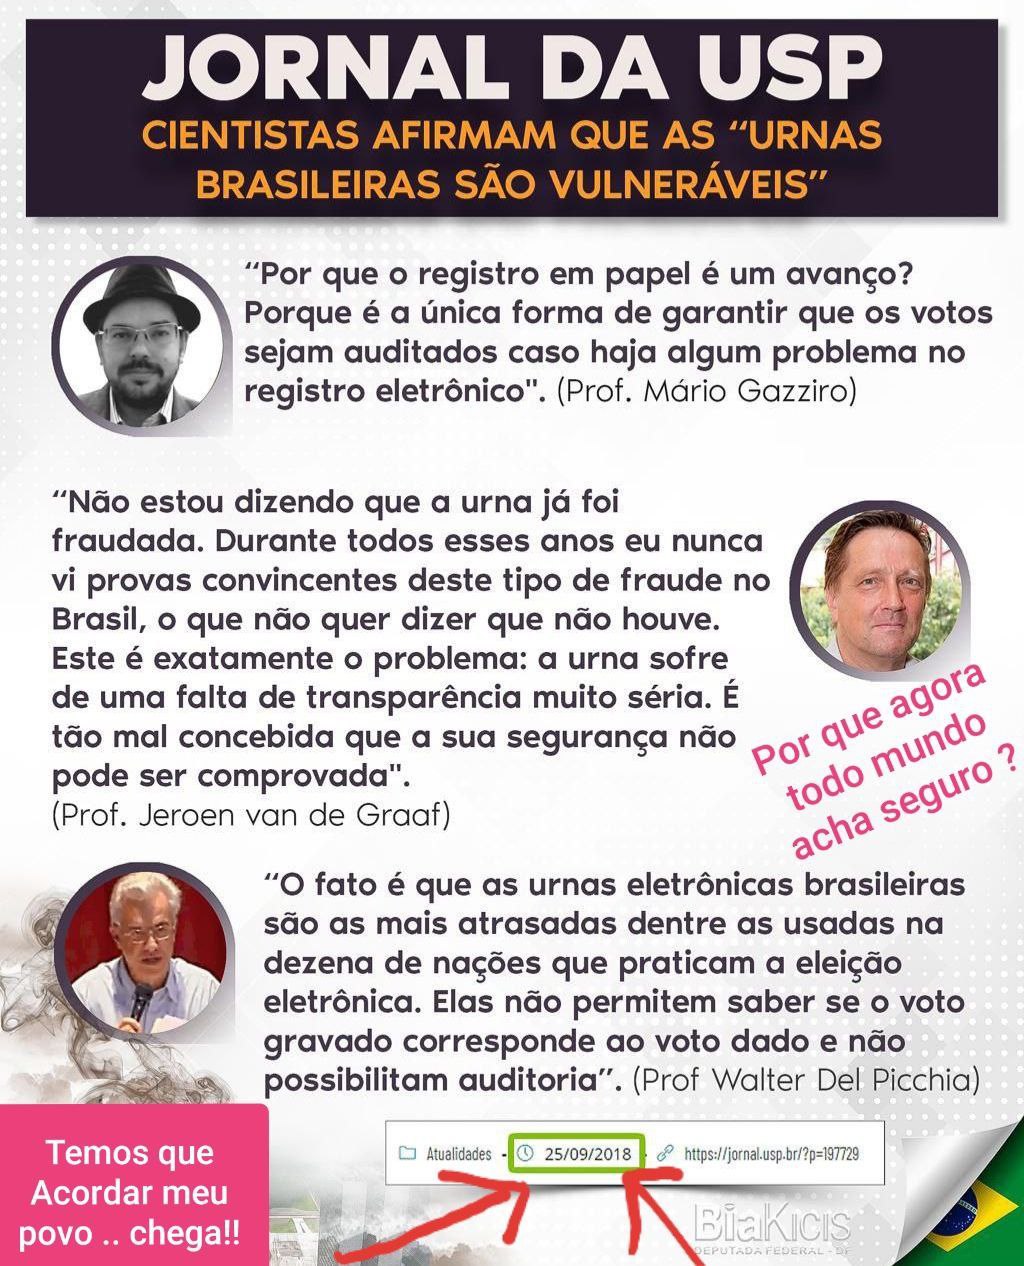 JORNAL DA USP
CIENTISTAS AFIRMAM QUE AS “URNAS
BRASILEIRAS SÃO VULNERÁVEIS”
“Por que o registro em papel é um avanço?
Porque é a única forma de garantir que os votos
sejam auditados caso haja algum problema no
registro eletrônico". (Prof. Mário Gazziro)
“Não estou dizendo que a urna já foi
fraudada. Durante todos esses anos eu nunca
vi provas convincentes deste tipo de fraude no
Brasil, o que não quer dizer que não houve.
Este é exatamente o problema: a urna sofre
de uma falta de transparência muito séria. É
tão mal concebida que a sua segurança não
pode ser comprovada".
(Prof. Jeroen van de Graaf)
Por que agora
todo mundo
acha seguro ?
“O fato é que as urnas eletrônicas brasileiras
são as mais atrasadas dentre as usadas na
dezena de nações que praticam a eleição
eletrônica. Elas não permitem saber se o voto
gravado corresponde ao voto dado e não
possibilitam auditoria”. (Prof Walter Del Picchia)
Temos que
Acordar meu
povo .. chega!!
Atualidades - 25/09/2018 - https://jornal.usp.br/?p=197729
BIAKICIS
DEPUTADA FEDERAL - DF